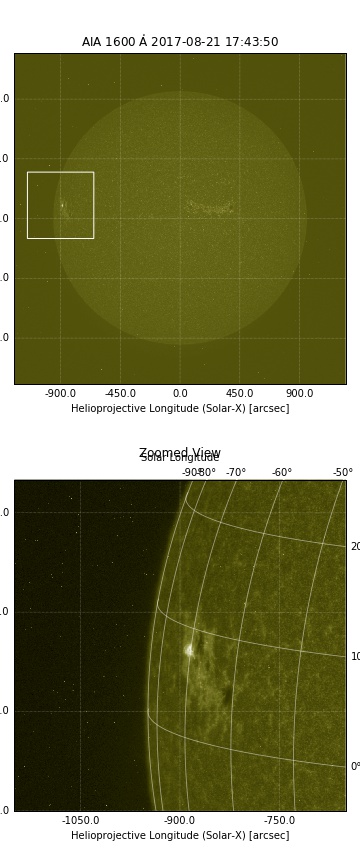 AIA 1600 Å 2017-08-21 17:43:50
-900.0 -450.0 0.0 450.0 900.0
Helioprojective Longitude (Solar-X) [arcsec]
Zoomed View
Solar Longitude
-90° -80° -70° -60° -50°
20
10
0°
-1050.0 -900.0 -750.0
Helioprojective Longitude (Solar-X) [arcsec]